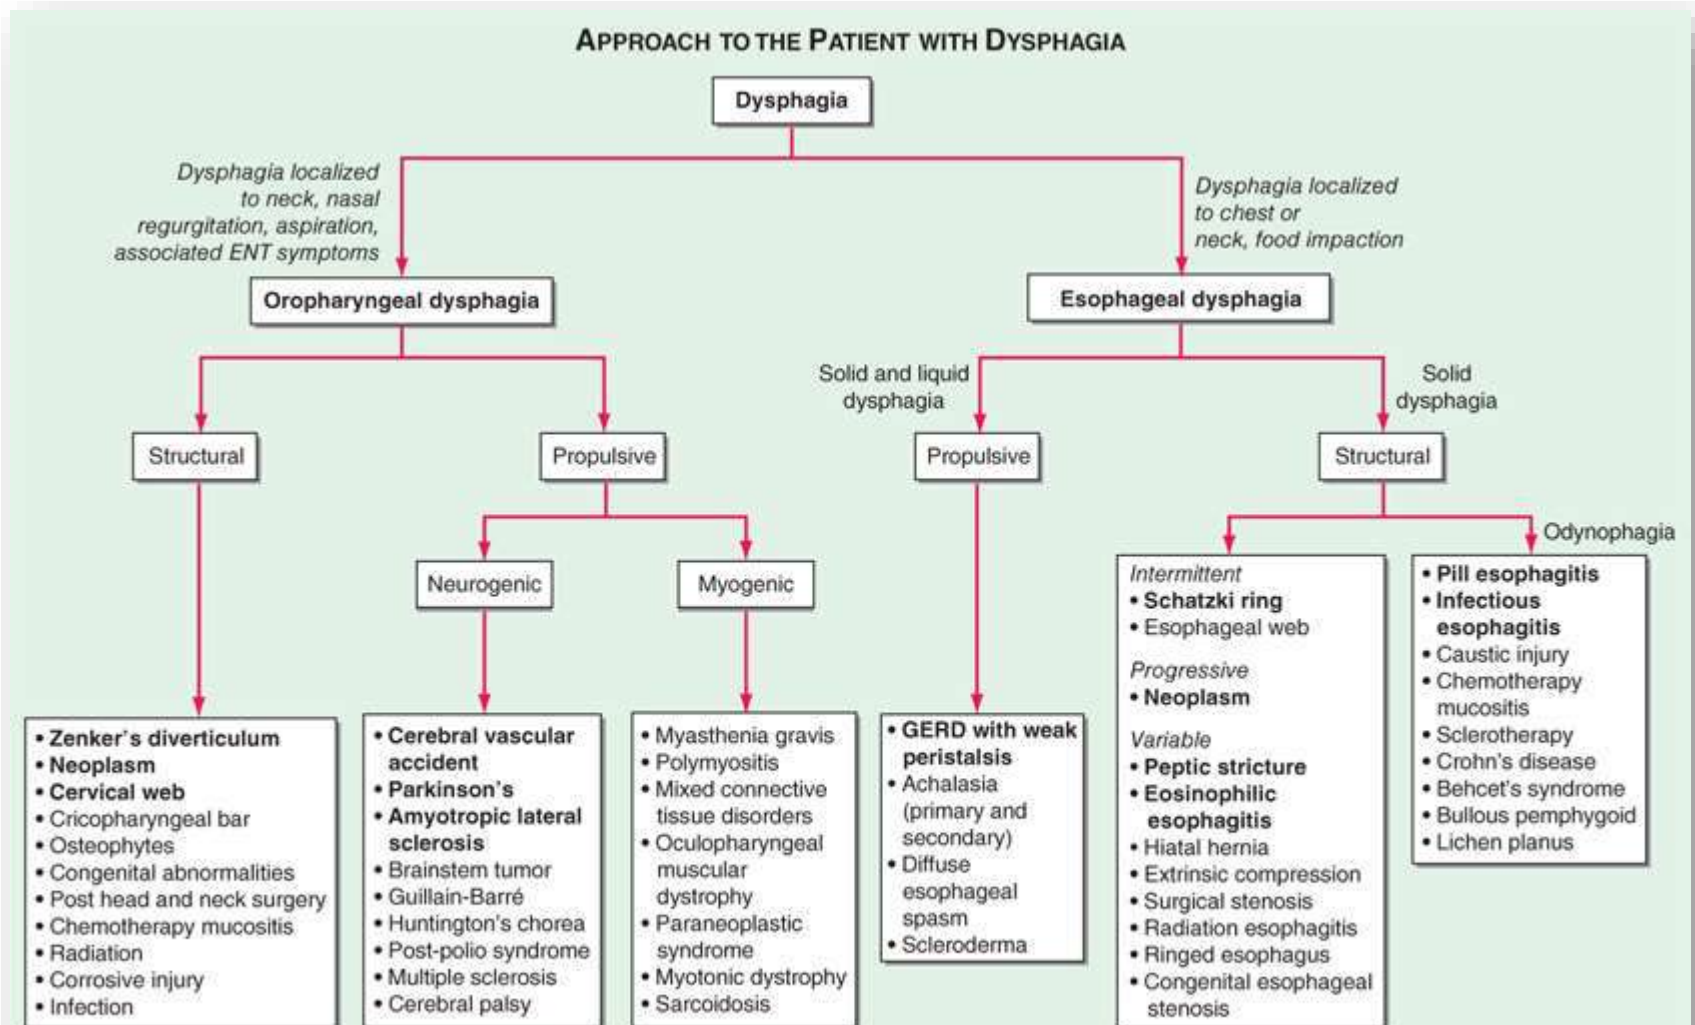 APPROACH TO THE PATIENT WITH DYSPHAGIA
Dysphagia
Dysphagia localized
to neck, nasal
regurgitation, aspiration,
associated ENT symptoms
Dysphagia localized
to chest or
neck, food impaction
Oropharyngeal dysphagia
Esophageal dysphagia
Solid and liquid
dysphagia
Solid
dysphagia
Structural
Propulsive
Propulsive
Structural
Odynophagia
Neurogenic
Myogenic
• Zenker's diverticulum
• Neoplasm
• Cervical web
• Cricopharyngeal bar
• Osteophytes
• Congenital abnormalities
• Post head and neck surgery
• Chemotherapy mucositis
• Radiation
• Corrosive injury
• Infection
• Cerebral vascular
accident
• Parkinson's
• Amyotropic lateral
sclerosis
• Brainstem tumor
• Guillain-Barré
• Huntington's chorea
• Post-polio syndrome
• Multiple sclerosis
• Cerebral palsy
• Myasthenia gravis
• Polymyositis
• Mixed connective
tissue disorders
• Oculopharyngeal
muscular
dystrophy
• Paraneoplastic
syndrome
• Myotonic dystrophy
• Sarcoidosis
• GERD with weak
peristalsis
• Achalasia
(primary and
secondary)
• Diffuse
esophageal
spasm
• Scleroderma
Intermittent
• Schatzki ring
• Esophageal web
Progressive
• Neoplasm
Variable
• Peptic stricture
• Eosinophilic
esophagitis
• Hiatal hernia
• Extrinsic compression
• Surgical stenosis
• Radiation esophagitis
• Ringed esophagus
• Congenital esophageal
stenosis
• Pill esophagitis
• Infectious
esophagitis
• Caustic injury
• Chemotherapy
mucositis
• Sclerotherapy
• Crohn's disease
• Behcet's syndrome
• Bullous pemphygoid
• Lichen planus